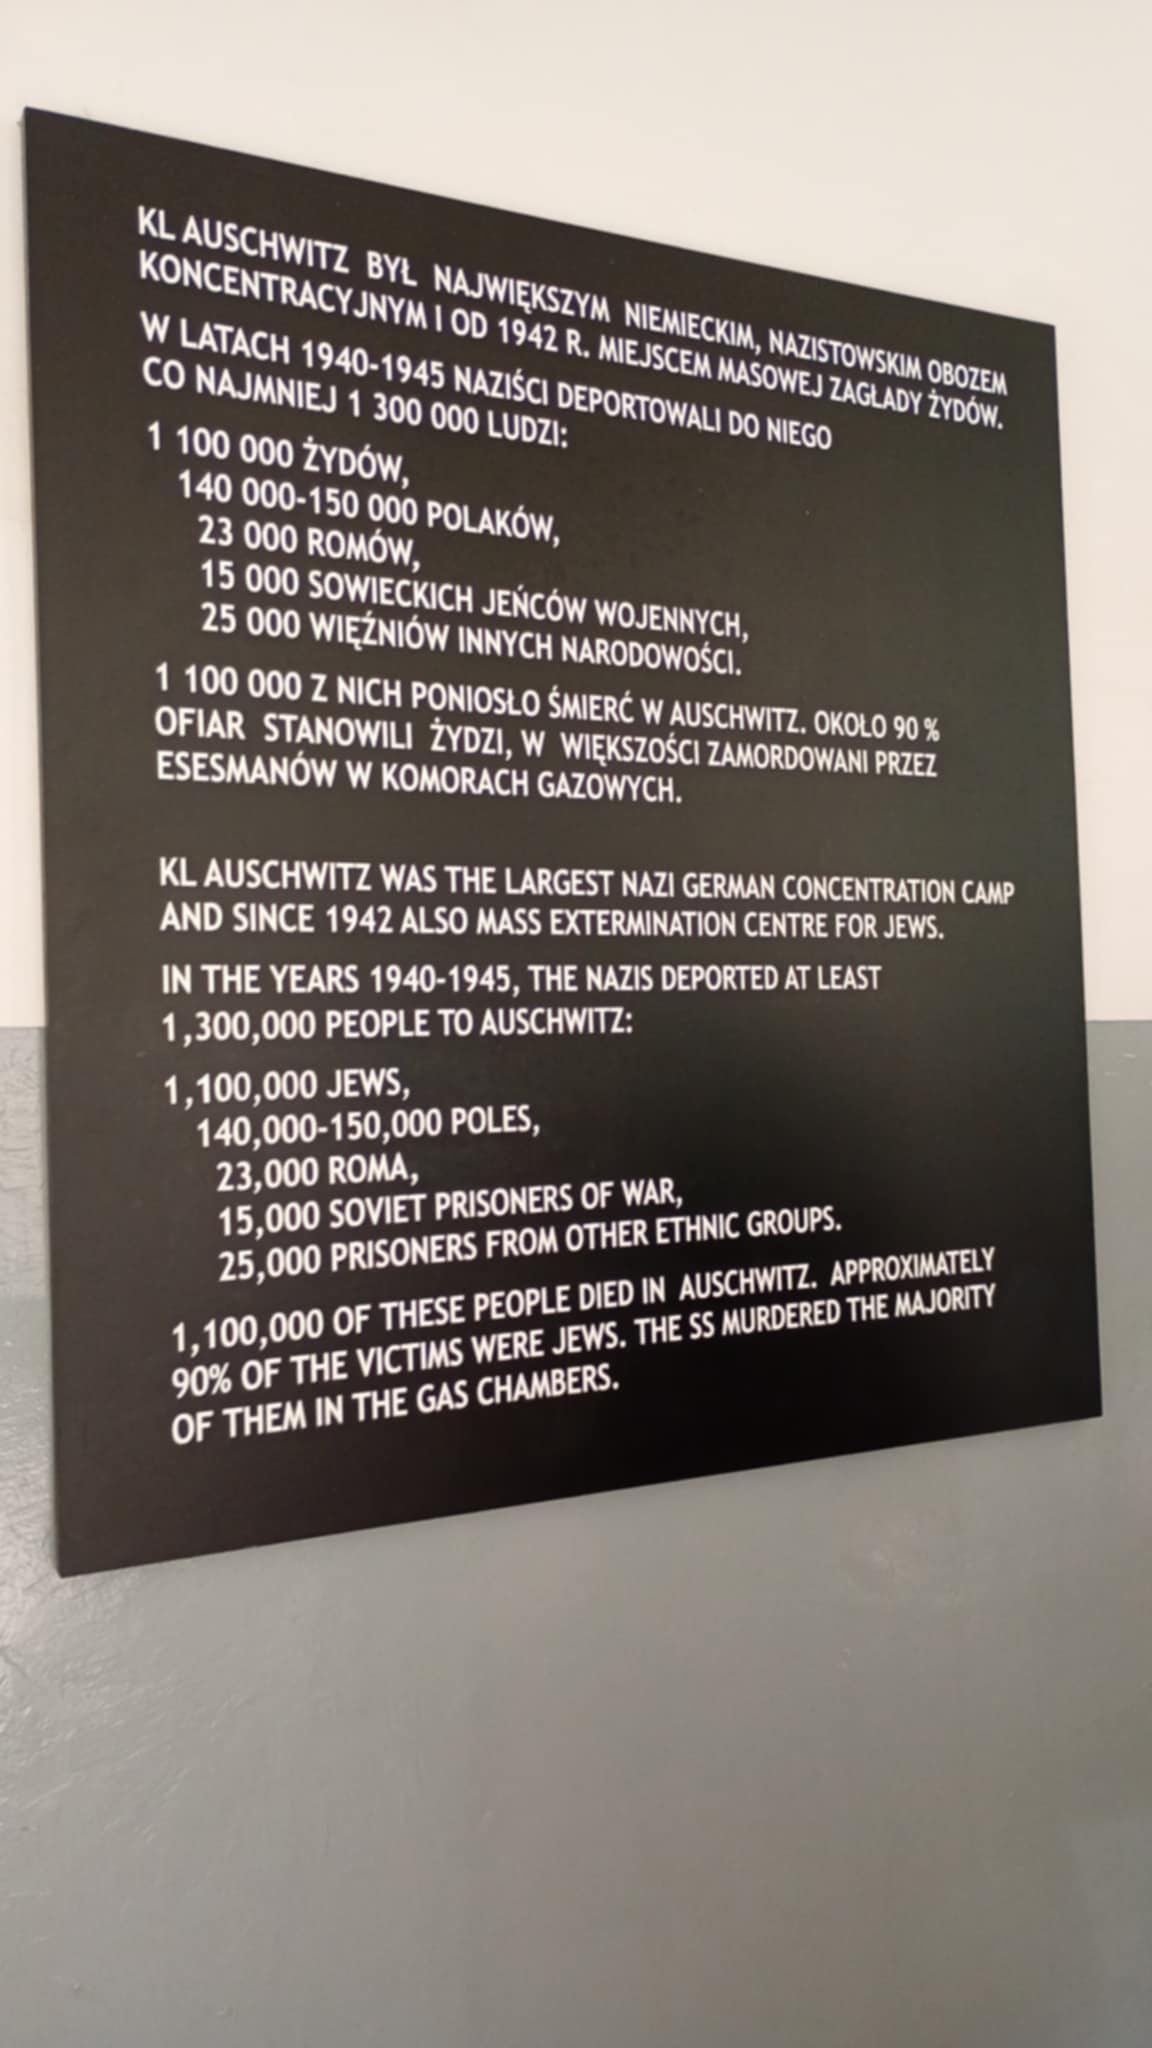 KL AUSCHWITZ BYŁ NAJWIĘKSZYM NIEMIECKIM, NAZISTOWSKIM OBOZEM
KONCENTRACYJNYM I OD 1942 R. MIEJSCEM MASOWEJ ZAGŁADY ŻYDÓW.
W LATACH 1940-1945 NAZIŚCI DEPORTOWALI DO NIEGO
CO NAJMNIEJ 1 300 000 LUDZI:
1 100 000 ŻYDÓW,
140 000-150 000 POLAKÓW,
23 000 ROMÓW,
15 000 SOWIECKICH JEŃCÓW WOJENNYCH,
25 000 WIĘŹNIÓW INNYCH NARODOWOŚCI.
1 100 000 Z NICH PONIOSŁO ŚMIERĆ W AUSCHWITZ. OKOŁO 90 %
OFIAR STANOWILI ŻYDZI, W WIĘKSZOŚCI ZAMORDOWANI PRZEZ
ESESMANÓW W KOMORACH GAZOWYCH.
KL AUSCHWITZ WAS THE LARGEST NAZI GERMAN CONCENTRATION CAMP
AND SINCE 1942 ALSO MASS EXTERMINATION CENTRE FOR JEWS.
IN THE YEARS 1940-1945, THE NAZIS DEPORTED AT LEAST
1,300,000 PEOPLE TO AUSCHWITZ:
1,100,000 JEWS,
140,000-150,000 POLES,
23,000 ROMA,
15,000 SOVIET PRISONERS OF WAR,
25,000 PRISONERS FROM OTHER ETHNIC GROUPS.
1,100,000 OF THESE PEOPLE DIED IN AUSCHWITZ. APPROXIMATELY
90% OF THE VICTIMS WERE JEWS. THE SS MURDERED THE MAJORITY
OF THEM IN THE GAS CHAMBERS.